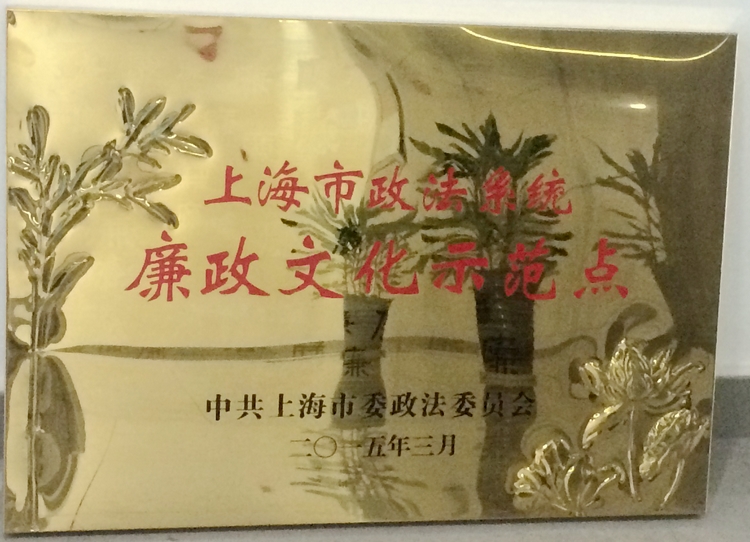 上海市政法系统
廉政文化示范点
中共上海市委政法委员会
二〇一五年三月